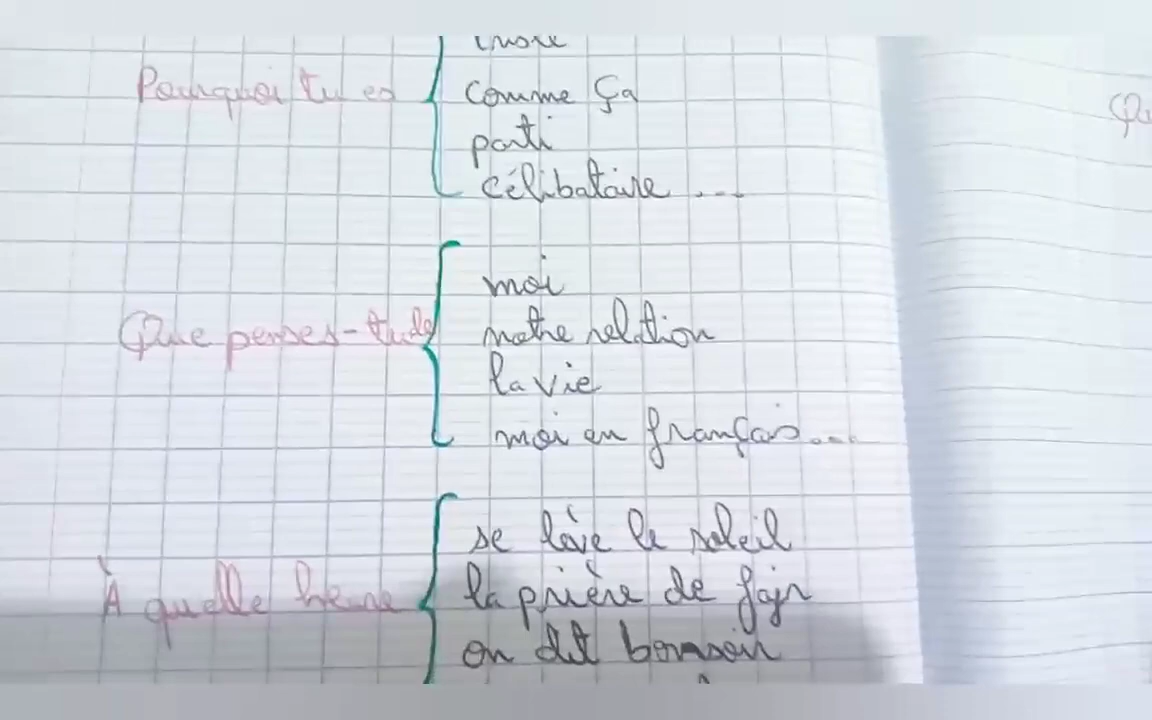 Pourquoi tu es
comme ça
parti
célibataire ...
Que penses-tu de
moi
notre relation
la vie
moi en français...
À quelle heure
se lève le soleil
la prière de fajr
on dit bonsoir